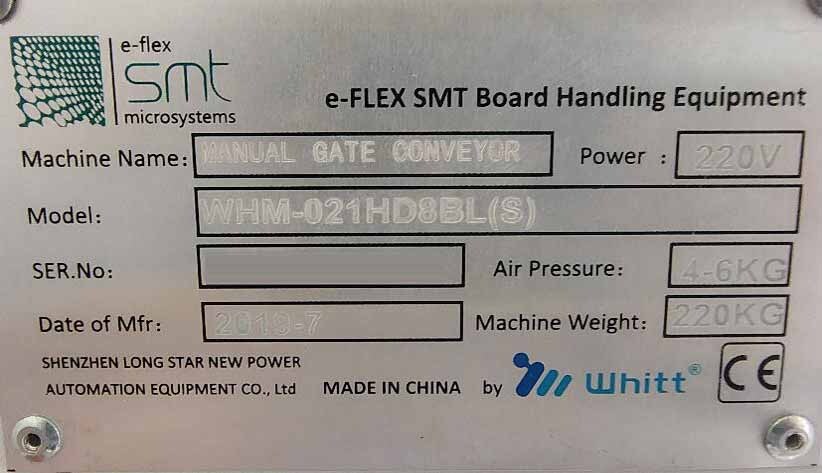 e-flex
smt
microsystems
e-FLEX SMT Board Handling Equipment
Machine Name: MANUAL GATE CONVEYOR Power : 220V
Model: WHM-021HD8BL(S)
SER.No: Air Pressure: 4-6KG
Date of Mfr: 2019-7 Machine Weight: 220KG
SHENZHEN LONG STAR NEW POWER
AUTOMATION EQUIPMENT CO., Ltd MADE IN CHINA by Whitt® CE